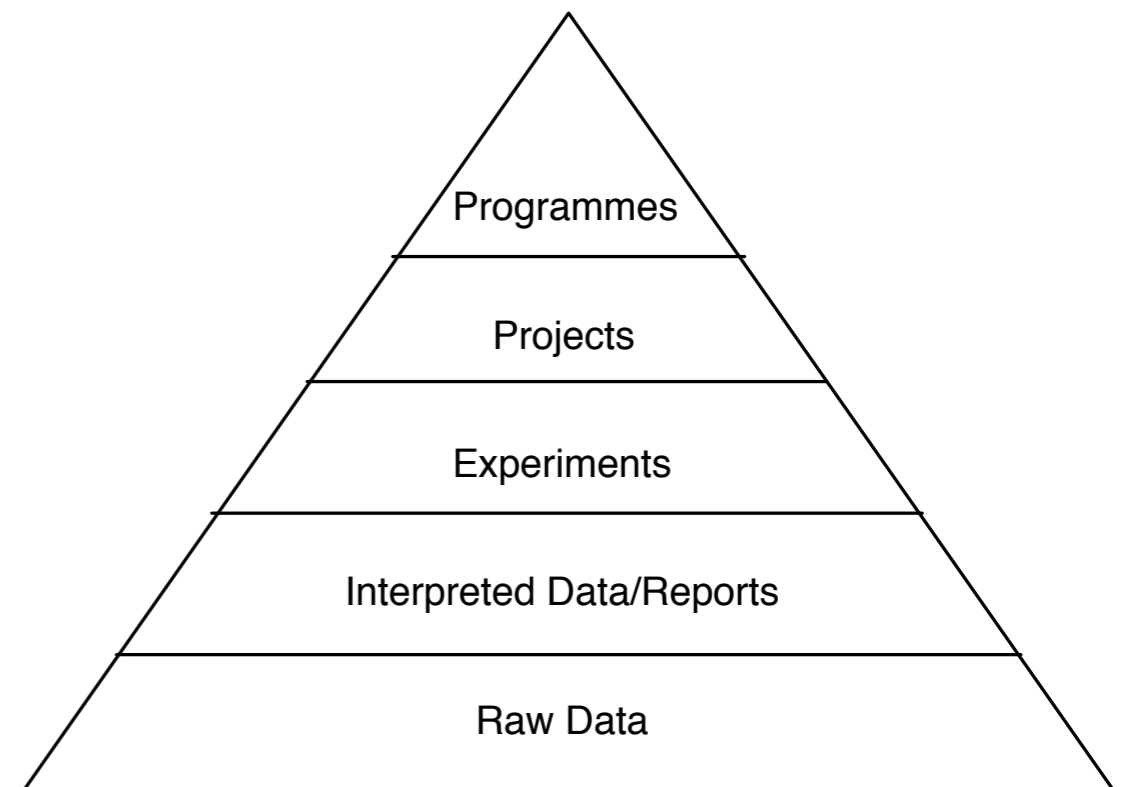 Programmes
Projects
Experiments
Interpreted Data/Reports
Raw Data